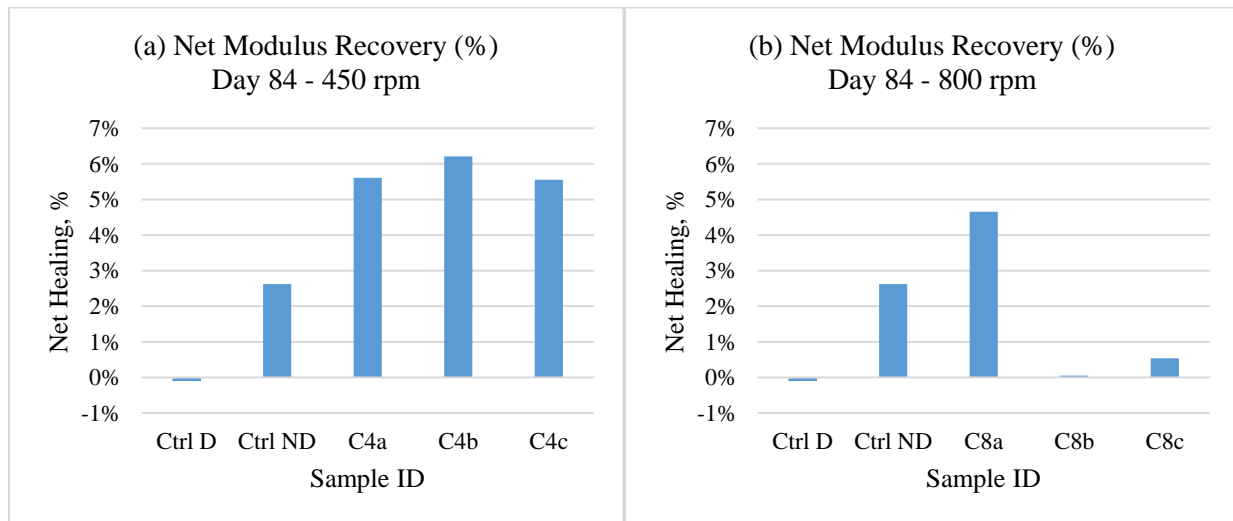 (a) Net Modulus Recovery (%)
Day 84 - 450 rpm
Net Healing, %
7%
6%
5%
4%
3%
2%
1%
0%
-1%
Ctrl D Ctrl ND C4a C4b C4c
Sample ID
(b) Net Modulus Recovery (%)
Day 84 - 800 rpm
Net Healing, %
7%
6%
5%
4%
3%
2%
1%
0%
-1%
Ctrl D Ctrl ND C8a C8b C8c
Sample ID